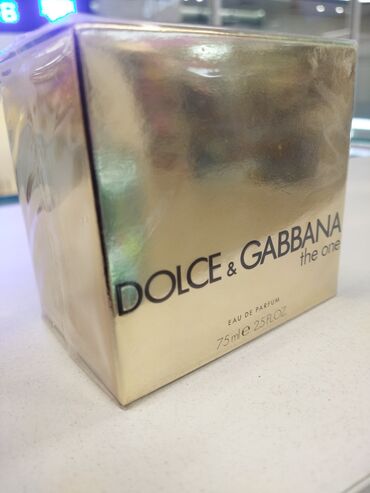 DOLCE & GABBANA
the one
EAU DE PARFUM
75 ml e 2.5 FL.OZ